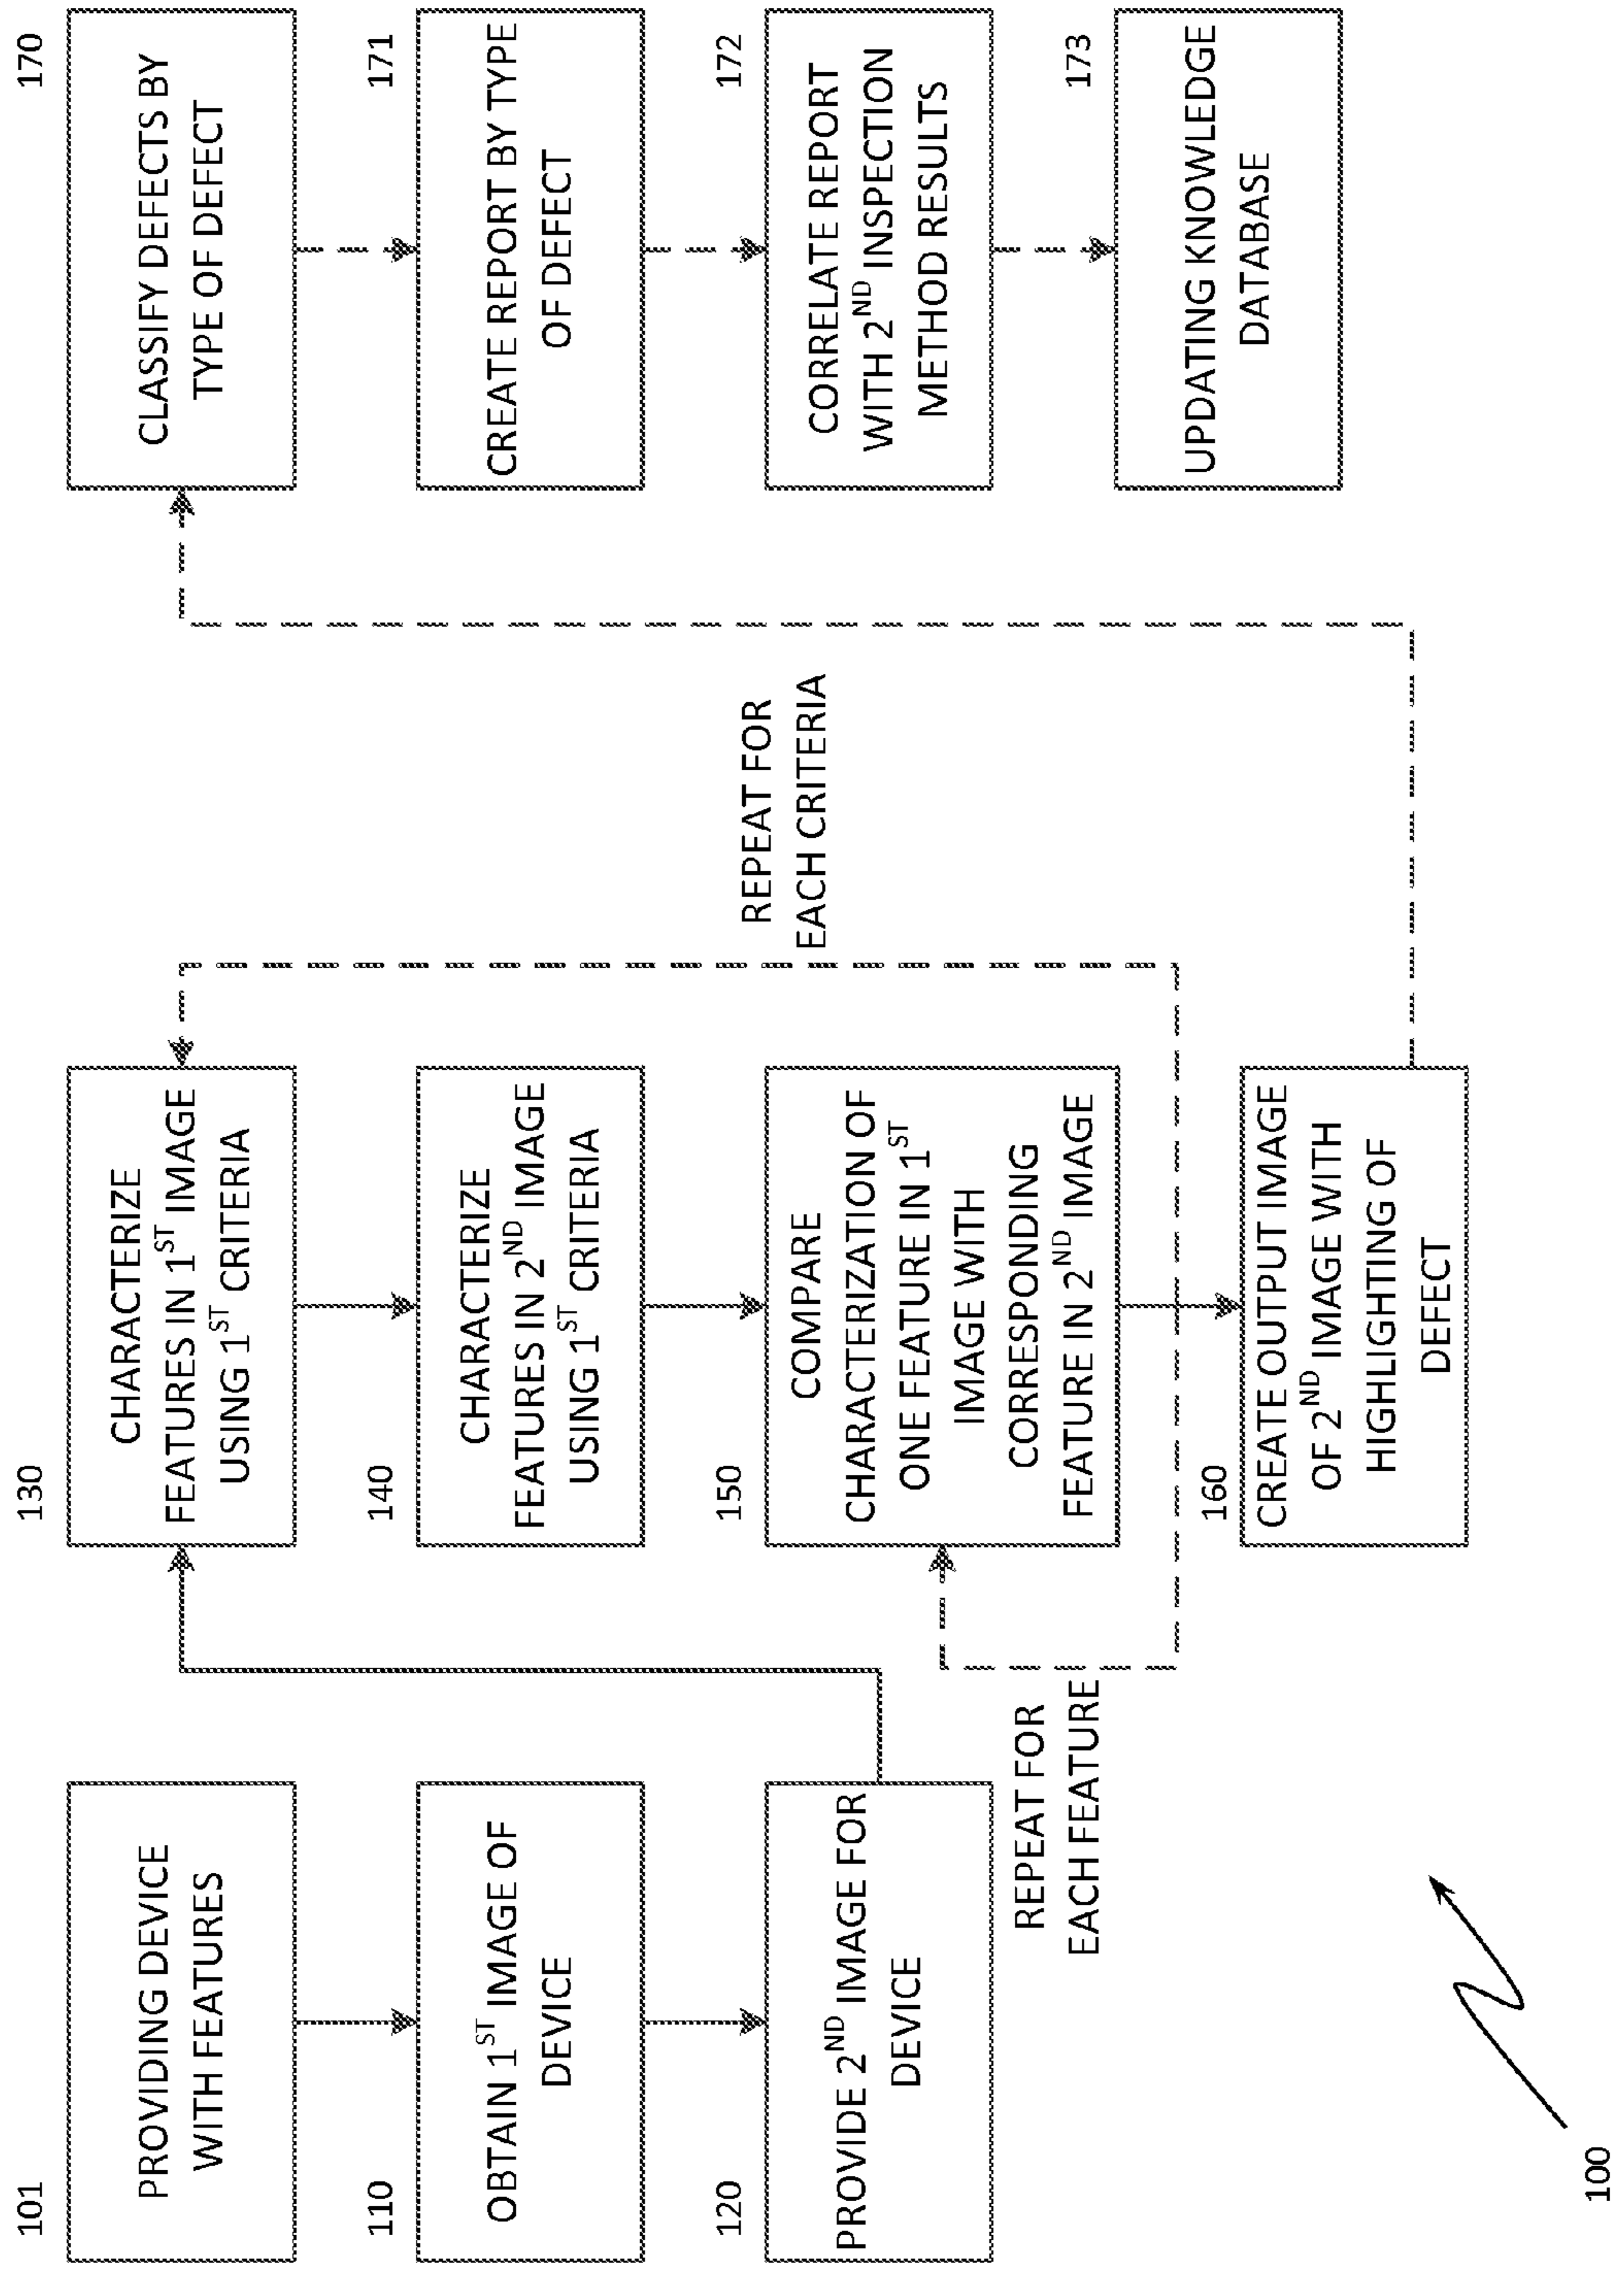 101
PROVIDING DEVICE
WITH FEATURES
110
OBTAIN 1ST IMAGE OF
DEVICE
120
PROVIDE 2ND IMAGE FOR
DEVICE
130
CHARACTERIZE
FEATURES IN 1ST IMAGE
USING 1ST CRITERIA
140
CHARACTERIZE
FEATURES IN 2ND IMAGE
USING 1ST CRITERIA
150
COMPARE
CHARACTERIZATION OF
ONE FEATURE IN 1ST
IMAGE WITH
CORRESPONDING
FEATURE IN 2ND IMAGE
REPEAT FOR
EACH FEATURE
160
CREATE OUTPUT IMAGE
OF 2ND IMAGE WITH
HIGHLIGHTING OF
DEFECT
REPEAT FOR
EACH CRITERIA
170
CLASSIFY DEFECTS BY
TYPE OF DEFECT
171
CREATE REPORT BY TYPE
OF DEFECT
172
CORRELATE REPORT
WITH 2ND INSPECTION
METHOD RESULTS
173
UPDATING KNOWLEDGE
DATABASE
100